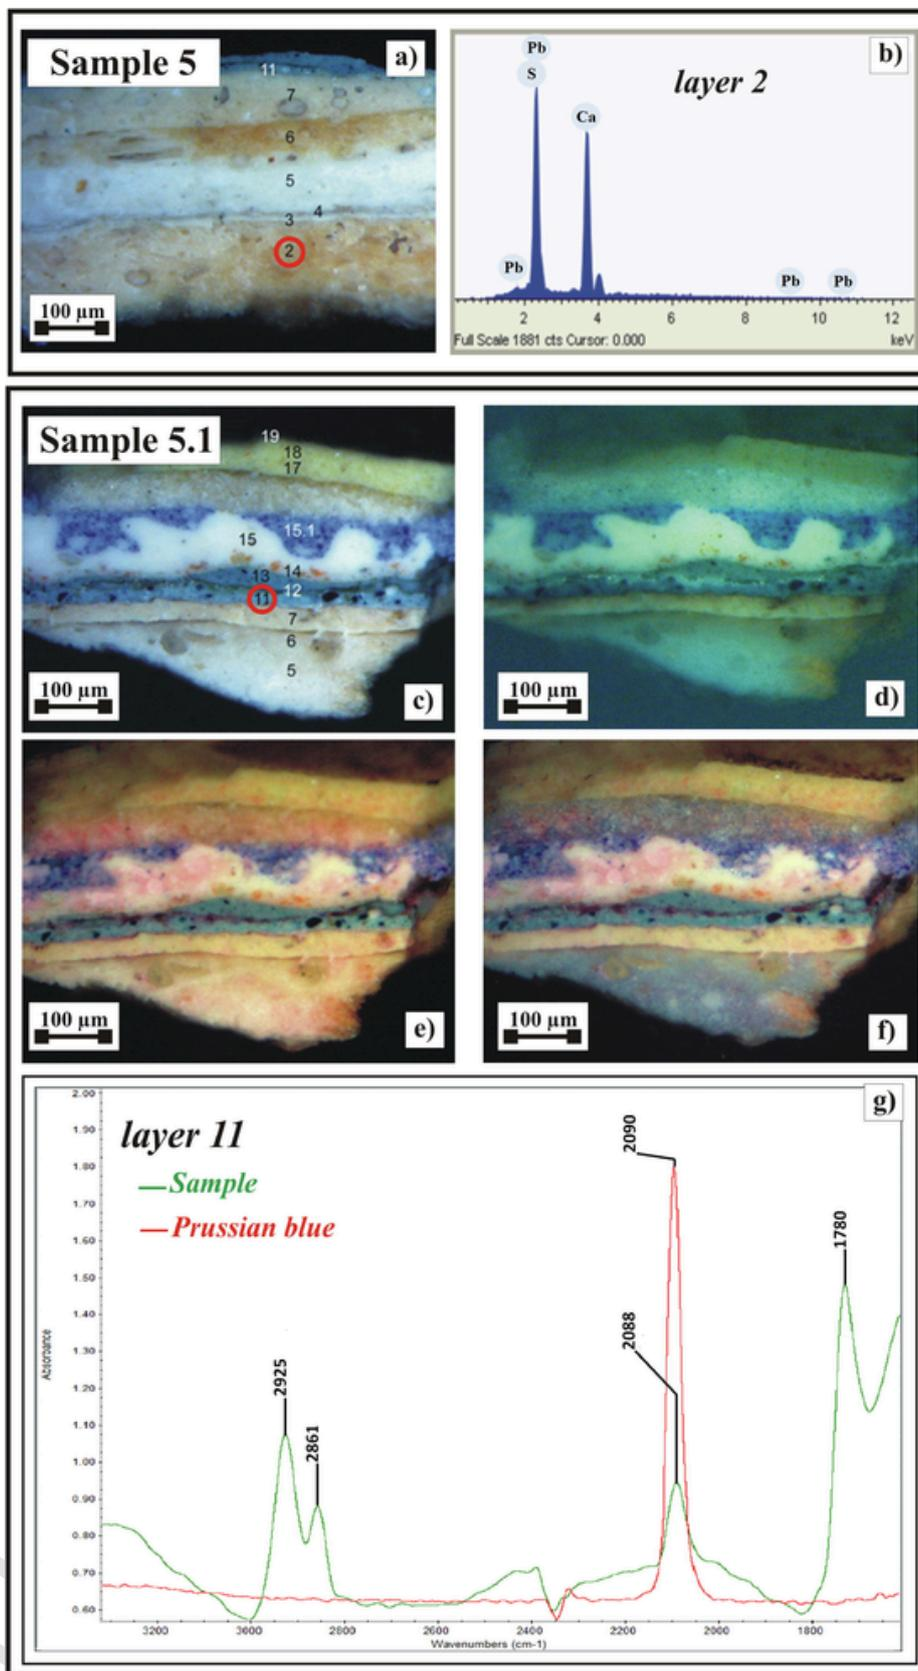 Sample 5
a)
11
7
6
5
4
3
2
100 µm
b)
layer 2
Pb
S
Ca
Pb
Pb
Pb
2 4 6 8 10 12
Full Scale 1881 cts Cursor: 0.000 keV
Sample 5.1
19
18
17
15.1
15
14
13
12
11
7
6
5
100 µm
c)
100 µm
d)
100 µm
e)
100 µm
f)
g)
layer 11
Sample
Prussian blue
2925
2861
2090
2088
1780
2.00
1.90
1.80
1.70
1.60
1.50
1.40
1.30
1.20
1.10
1.00
0.90
0.80
0.70
0.60
Absorbance
3200 3000 2800 2600 2400 2200 2000 1800
Wavenumbers (cm-1)